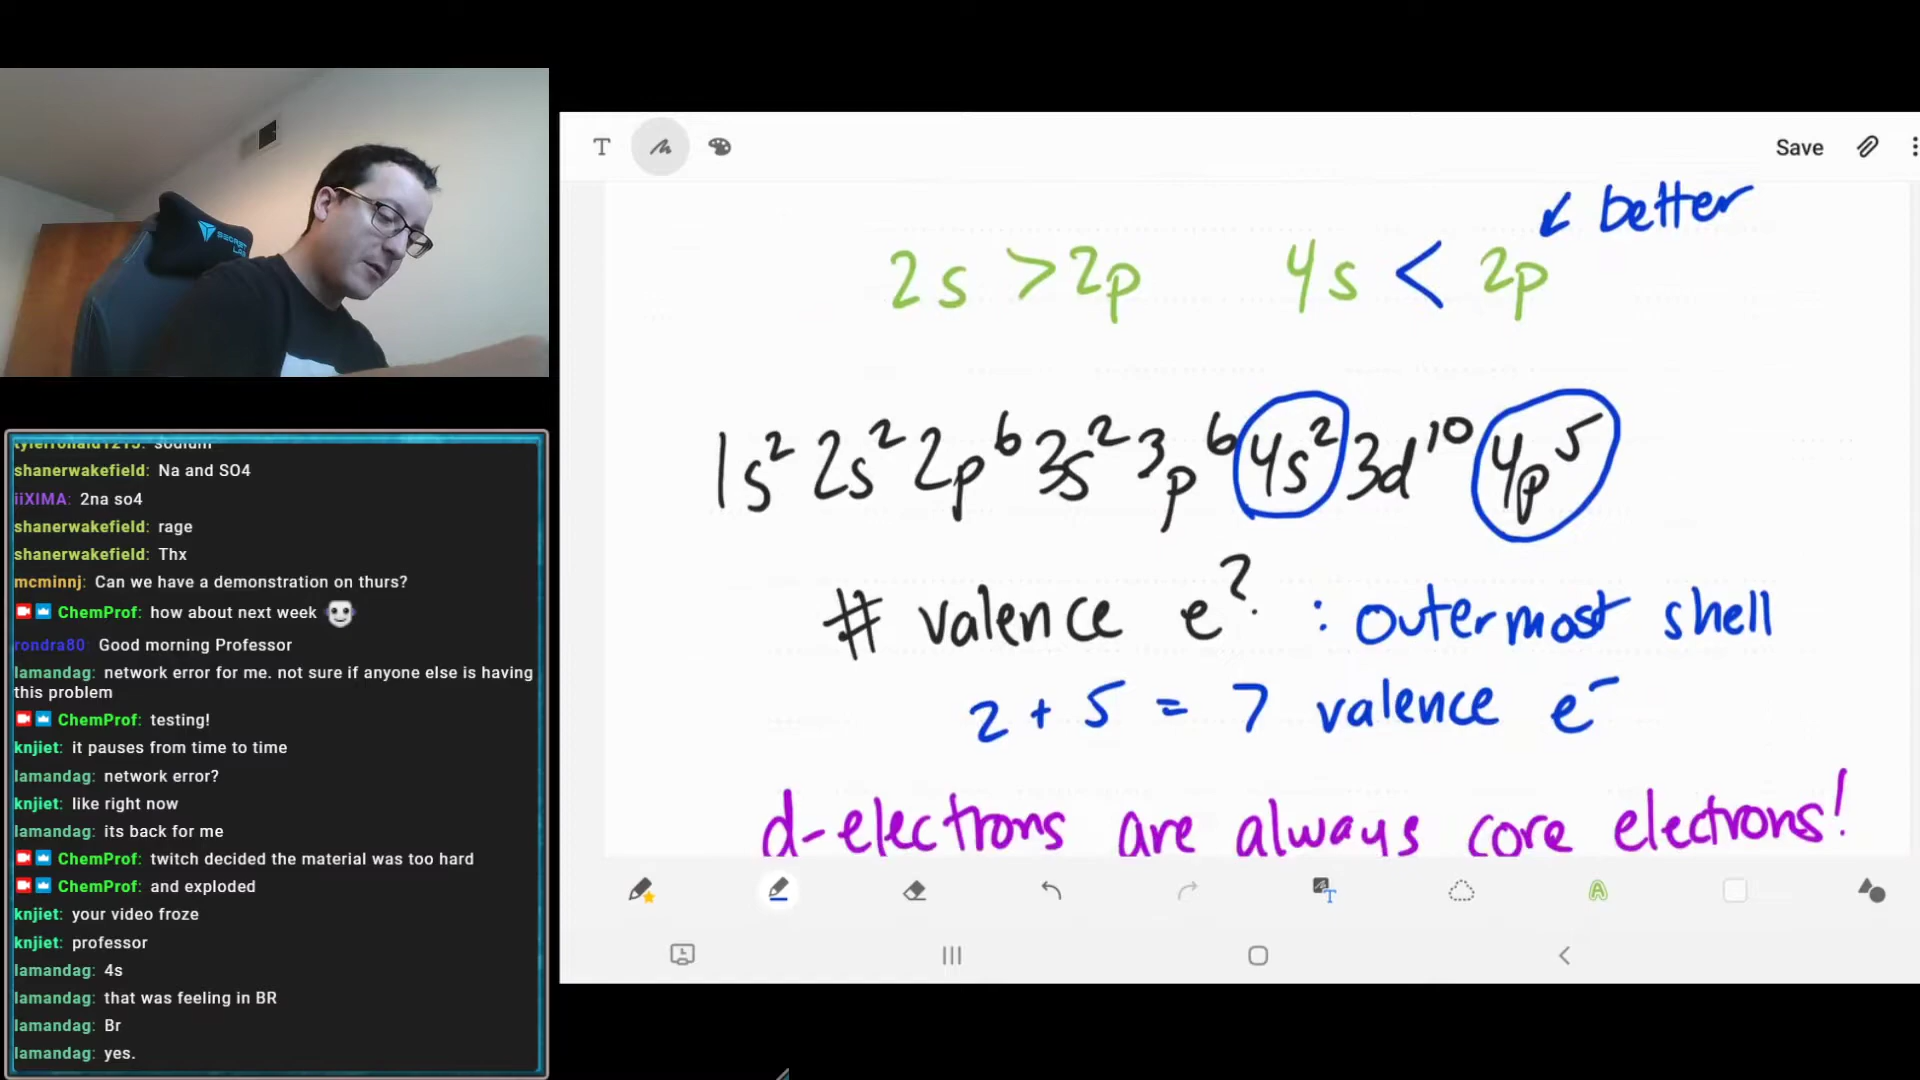 SECRET LAB
tylerronald1213: sodium
shanerwakefield: Na and SO4
iiXIMA: 2na so4
shanerwakefield: rage
shanerwakefield: Thx
mcminnj: Can we have a demonstration on thurs?
ChemProf: how about next week
rondra80: Good morning Professor
lamandag: network error for me. not sure if anyone else is having
this problem
ChemProf: testing!
knjiet: it pauses from time to time
lamandag: network error?
knjiet: like right now
lamandag: its back for me
ChemProf: twitch decided the material was too hard
ChemProf: and exploded
knjiet: your video froze
knjiet: professor
lamandag: 4s
lamandag: that was feeling in BR
lamandag: Br
lamandag: yes.
T Save
↙ better
2s > 2p 4s < 2p
1s² 2s² 2p⁶ 3s² 3p⁶ 4s² 3d¹⁰ 4p⁵
# valence e? : outermost shell
2 + 5 = 7 valence e⁻
d-electrons are always core electrons!